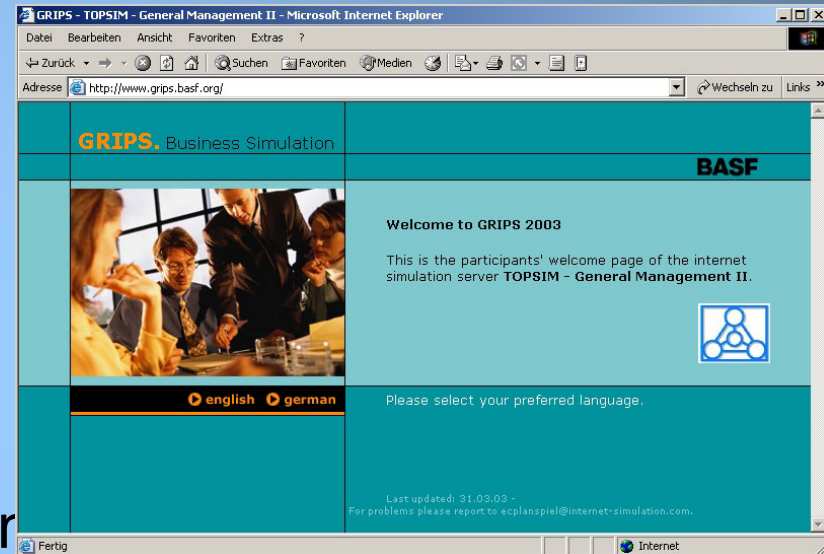 GRIPS - TOPSIM - General Management II - Microsoft Internet Explorer
Datei Bearbeiten Ansicht Favoriten Extras ?
Zurück Suchen Favoriten Medien
Adresse http://www.grips.basf.org/ Wechseln zu Links »
GRIPS. Business Simulation
BASF
Welcome to GRIPS 2003
This is the participants' welcome page of the internet
simulation server TOPSIM - General Management II.
english german
Please select your preferred language.
Last updated: 31.03.03 -
For problems please report to ecplanspiel@internet-simulation.com.
Fertig Internet